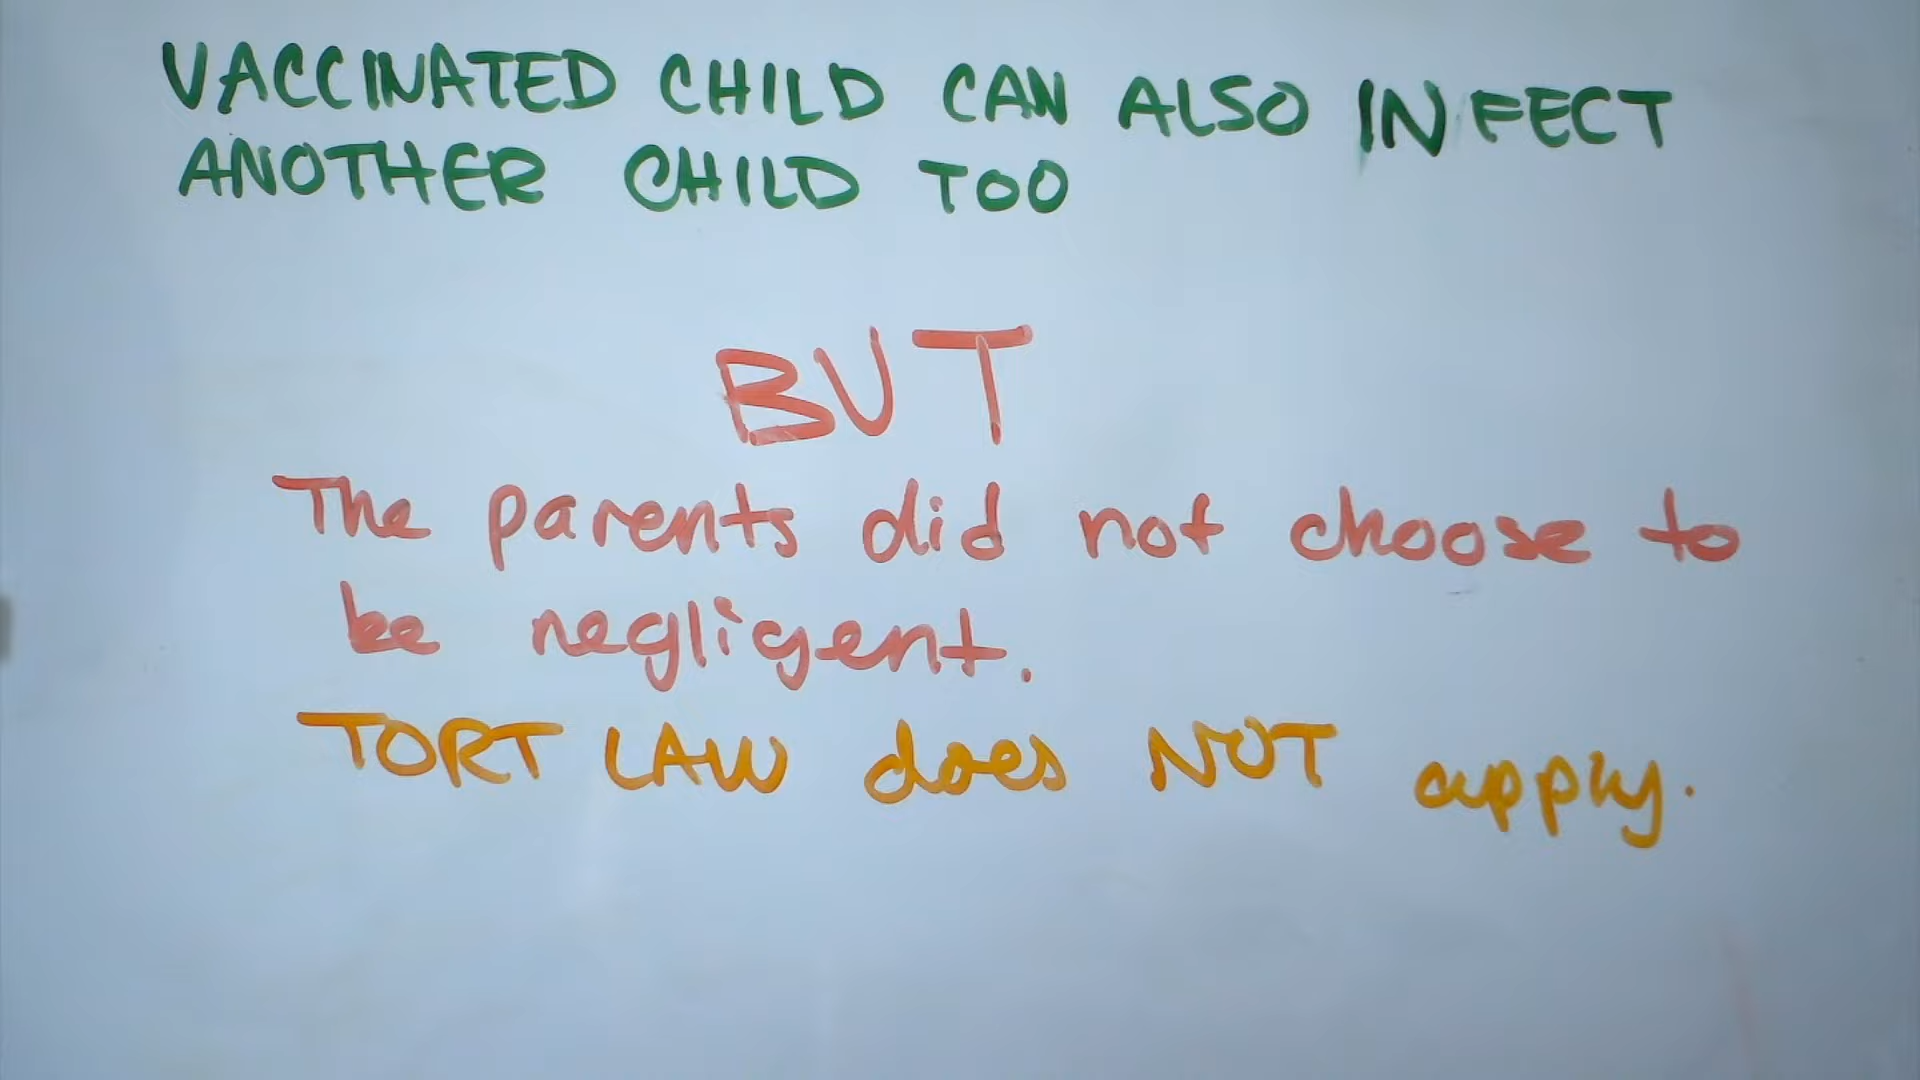 VACCINATED CHILD CAN ALSO INFECT
ANOTHER CHILD TOO
BUT
The parents did not choose to
be negligent.
TORT LAW does NOT apply.